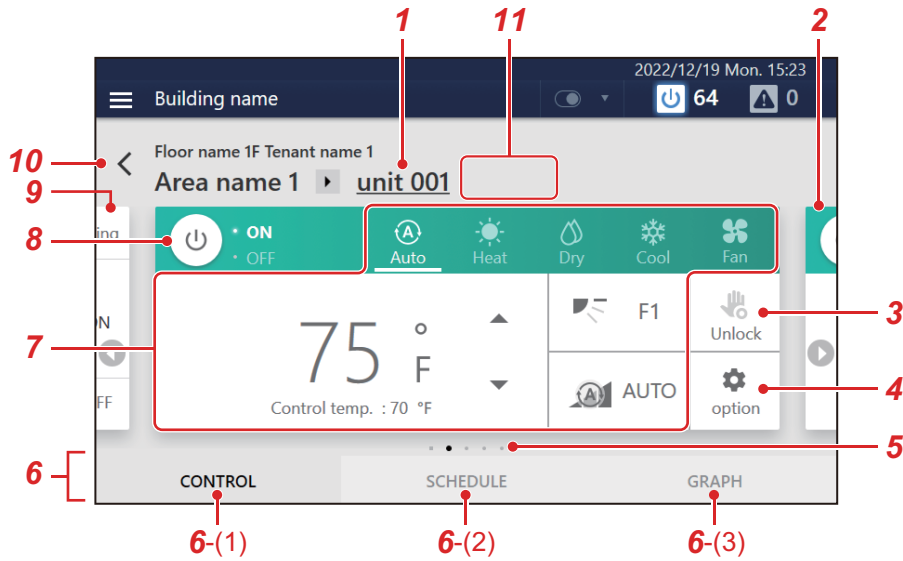 1 11 2
2022/12/19 Mon. 15:23
Building name 64 0
Floor name 1F Tenant name 1
10
Area name 1 unit 001
9
ing
8
ON
OFF
A
Auto Heat Dry Cool Fan
F1
Unlock
3
ON
7
75 ° F
A AUTO
option
4
FF
Control temp. : 70 °F
5
6
CONTROL SCHEDULE GRAPH
6-(1) 6-(2) 6-(3)